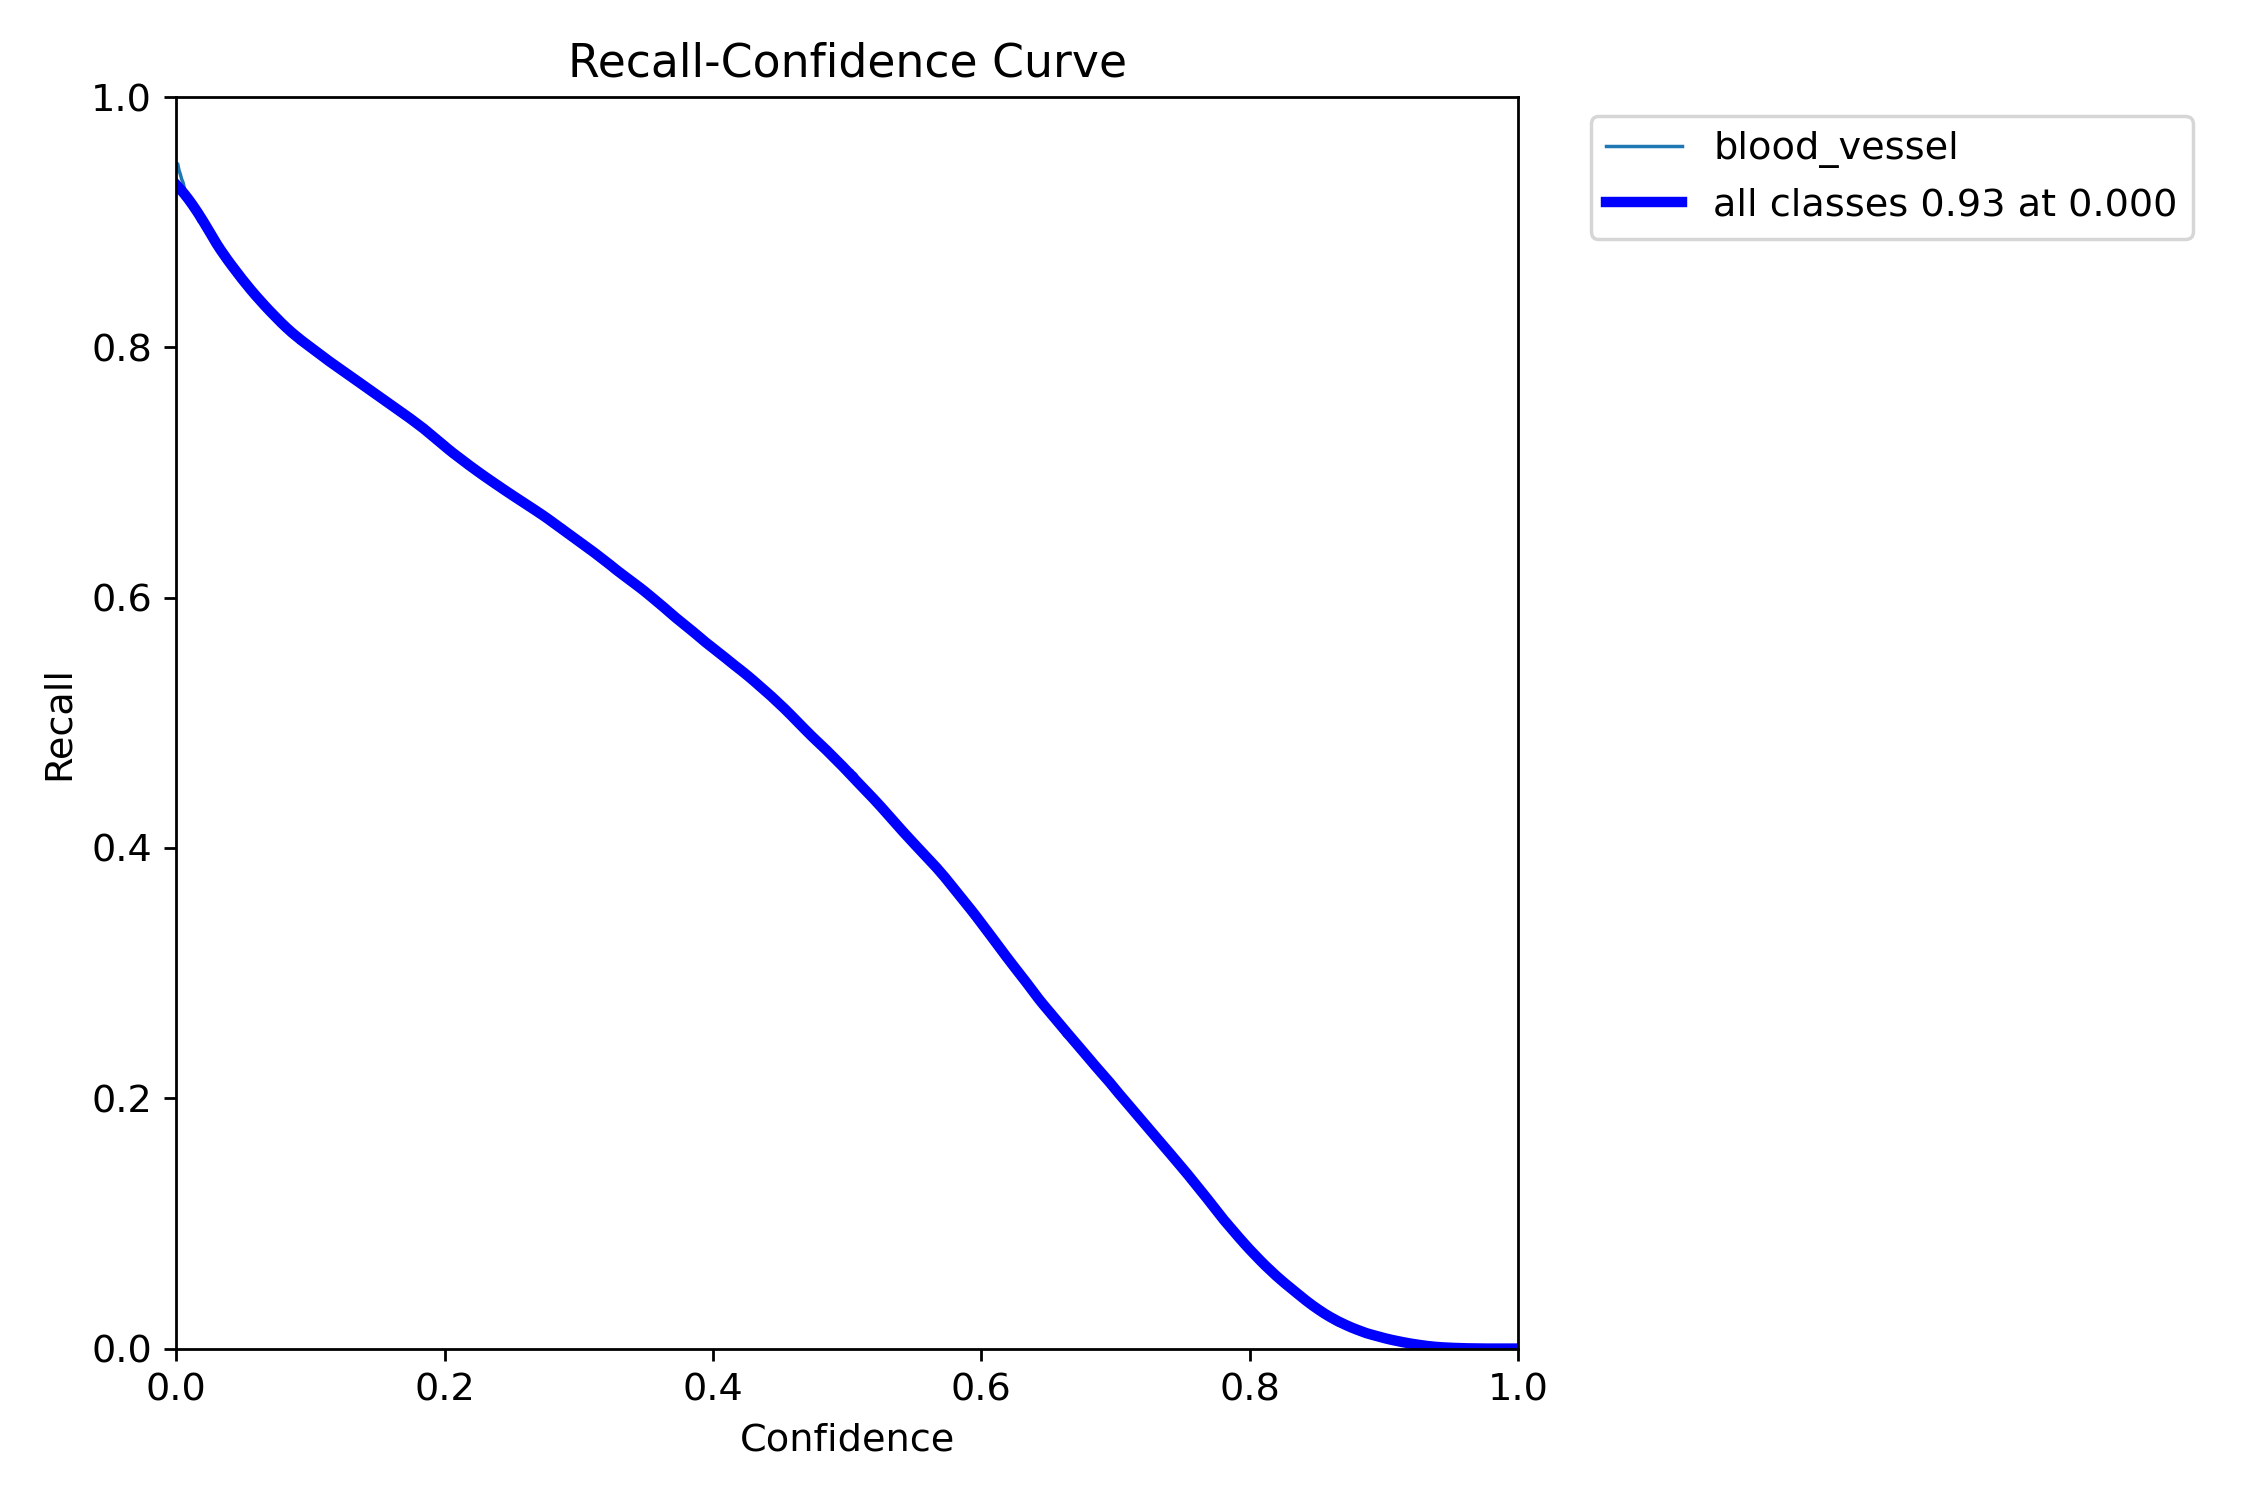 Recall-Confidence Curve
1.0
0.8
0.6
0.4
0.2
0.0
Recall
0.0 0.2 0.4 0.6 0.8 1.0
Confidence
blood_vessel
all classes 0.93 at 0.000